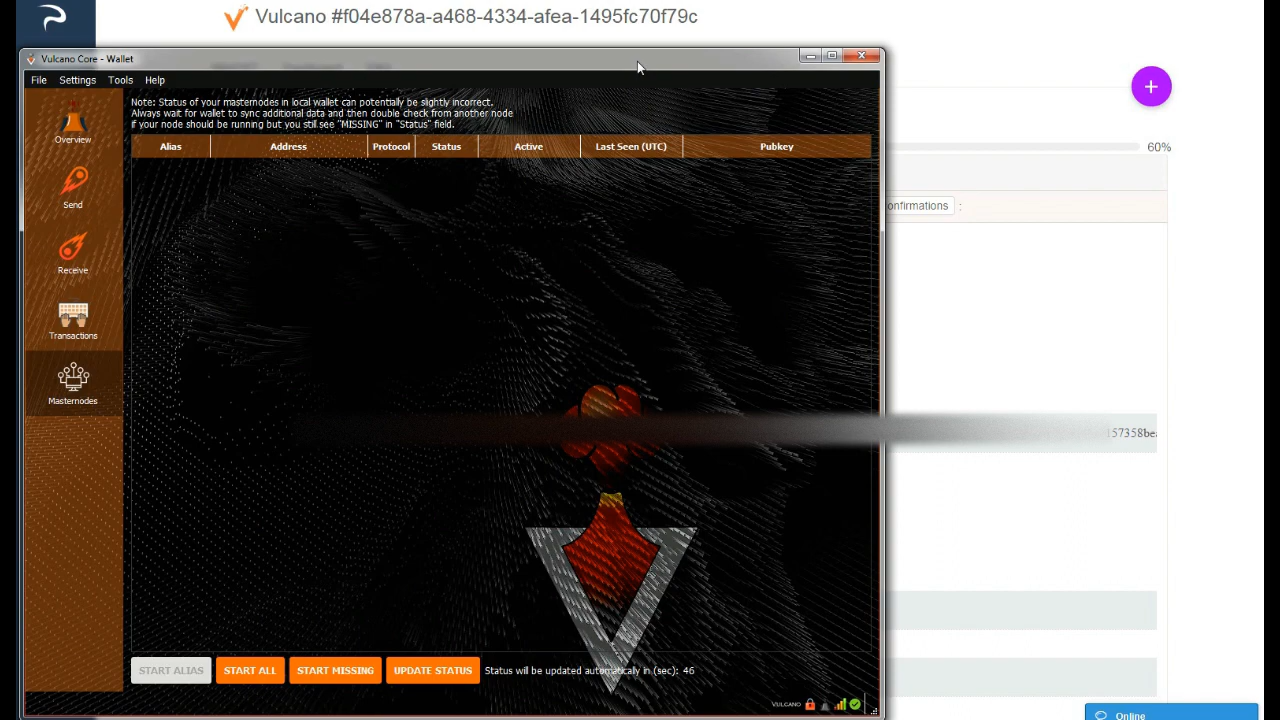 Vulcano #f04e878a-a468-4334-afea-1495fc70f79c
Vulcano Core - Wallet
File Settings Tools Help
Note: Status of your masternodes in local wallet can potentially be slightly incorrect.
Always wait for wallet to sync additional data and then double check from another node
if your node should be running but you still see "MISSING" in "Status" field.
Alias Address Protocol Status Active Last Seen (UTC) Pubkey
Overview
Send
Receive
Transactions
Masternodes
60%
onfirmations :
157358be
START ALIAS START ALL START MISSING UPDATE STATUS Status will be updated automaticaly in (sec): 46
VULCANO
Online